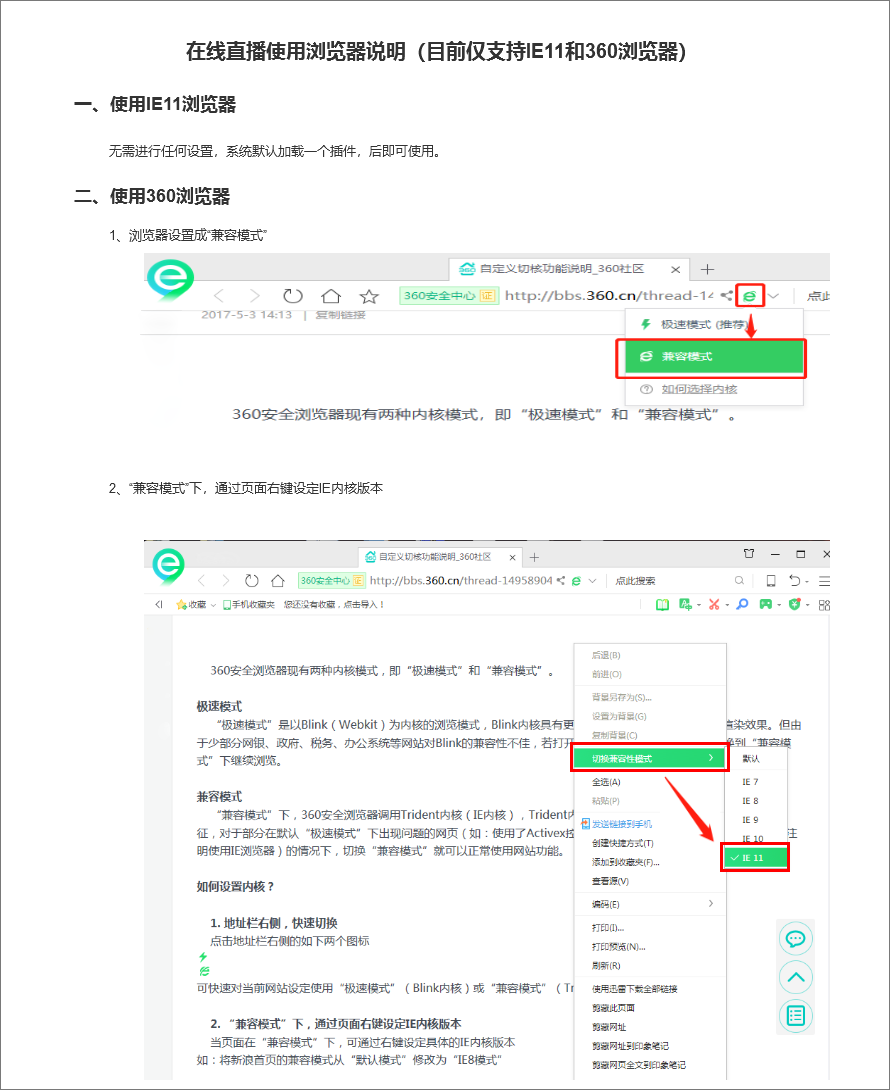 在线直播使用浏览器说明（目前仅支持IE11和360浏览器）
一、使用IE11浏览器
无需进行任何设置，系统默认加载一个插件，后即可使用。
二、使用360浏览器
1、浏览器设置成“兼容模式”
自定义切核功能说明_360社区
360安全中心 证 http://bbs.360.cn/thread-14 点此
2017-5-3 14:13 | 复制链接
极速模式 (推荐)
兼容模式
如何选择内核
360安全浏览器现有两种内核模式，即“极速模式”和“兼容模式”。
2、“兼容模式”下，通过页面右键设定IE内核版本
自定义切核功能说明_360社区
360安全中心 证 http://bbs.360.cn/thread-14958904 点此搜索
收藏 手机收藏夹 您还没有收藏，点击导入！
360安全浏览器现有两种内核模式，即“极速模式”和“兼容模式”。
极速模式
“极速模式”是以Blink（Webkit）为内核的浏览模式，Blink内核具有更
渲染效果。但由
于少部分网银、政府、税务、办公系统等网站对Blink的兼容性不佳，若打开
换到“兼容模
式”下继续浏览。
兼容模式
“兼容模式”下，360安全浏览器调用Trident内核（IE内核），Trident内
征，对于部分在默认“极速模式”下出现问题的网页（如：使用了Activex控
注
明使用IE浏览器）的情况下，切换“兼容模式”就可以正常使用网站功能。
如何设置内核？
1. 地址栏右侧，快速切换
点击地址栏右侧的如下两个图标
可快速对当前网站设定使用“极速模式”（Blink内核）或“兼容模式”（Tr
2. “兼容模式”下，通过页面右键设定IE内核版本
当页面在“兼容模式”下，可通过右键设定具体的IE内核版本
如：将新浪首页的兼容模式从“默认模式”修改为“IE8模式”
后退(B)
前进(O)
背景另存为(S)...
设置为背景(G)
复制背景(C)
切换兼容性模式
全选(A)
粘贴(P)
发送链接到手机
创建快捷方式(T)
添加到收藏夹(F)...
查看源(V)
编码(E)
打印(I)...
打印预览(N)...
刷新(R)
使用迅雷下载全部链接
剪藏此页面
剪藏网址
剪藏网址到印象笔记
剪藏网页全文到印象笔记
默认
IE 7
IE 8
IE 9
IE 10
IE 11